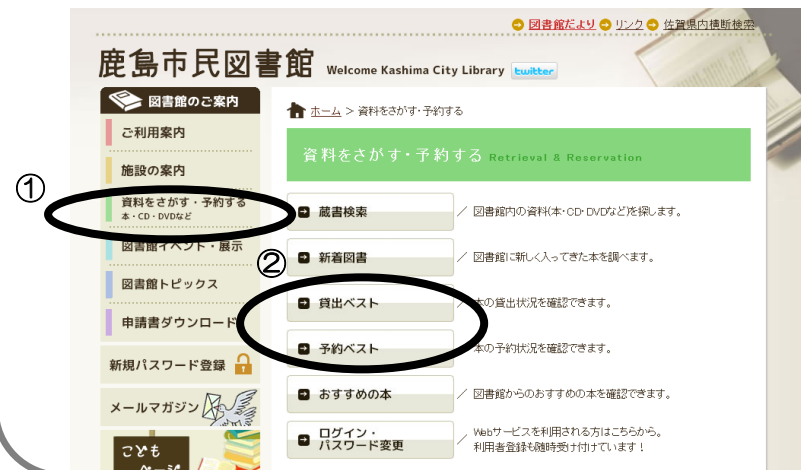 図書館だより リンク 佐賀県内横断検索
鹿島市民図書館 Welcome Kashima City Library twitter
図書館のご案内
ご利用案内
施設の案内
①
資料をさがす・予約する
本・CD・DVDなど
図書館イベント・展示
図書館トピックス
申請書ダウンロード
新規パスワード登録
メールマガジン
こども
ホーム > 資料をさがす・予約する
資料をさがす・予約する Retrieval & Reservation
蔵書検索 / 図書館内の資料(本・CD・DVDなど)を探します。
②
新着図書 / 図書館に新しく入ってきた本を調べます。
貸出ベスト 本の貸出状況を確認できます。
予約ベスト 本の予約状況を確認できます。
おすすめの本 / 図書館からのおすすめの本を確認できます。
ログイン・
パスワード変更
/ Webサービスを利用される方はこちらから。
利用者登録も随時受け付けています!